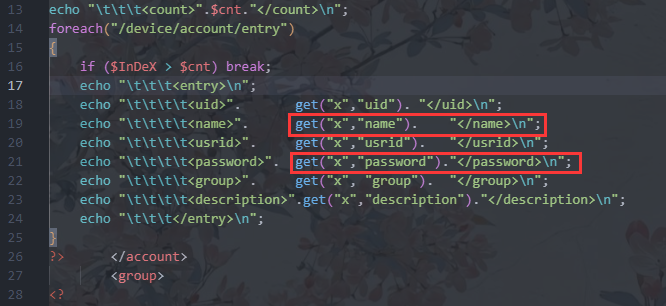 13 echo "\t\t\t<count>".$cnt."</count>\n";
14 foreach("/device/account/entry")
15 {
16 if ($InDeX > $cnt) break;
17 echo "\t\t\t<entry>\n";
18 echo "\t\t\t\t<uid>". get("x","uid"). "</uid>\n";
19 echo "\t\t\t\t<name>". get("x","name"). "</name>\n";
20 echo "\t\t\t\t<usrid>". get("x","usrid"). "</usrid>\n";
21 echo "\t\t\t\t<password>". get("x","password")."</password>\n";
22 echo "\t\t\t\t<group>". get("x", "group"). "</group>\n";
23 echo "\t\t\t\t<description>".get("x","description")."</description>\n";
24 echo "\t\t\t</entry>\n";
25 }
26 ?> </account>
27 <group>
28 <?